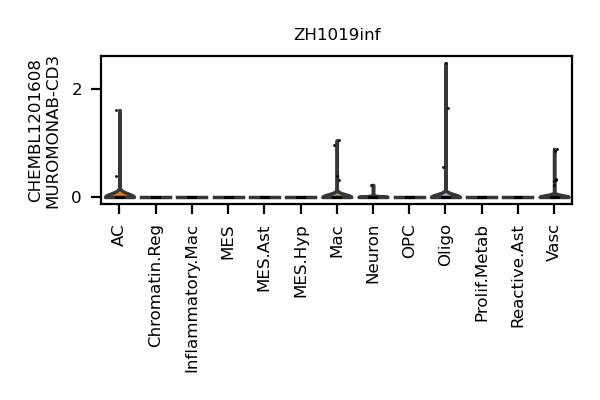 ZH1019inf
CHEMBL1201608
MUROMONAB-CD3
2
0
AC
Chromatin.Reg
Inflammatory.Mac
MES
MES.Ast
MES.Hyp
Mac
Neuron
OPC
Oligo
Prolif.Metab
Reactive.Ast
Vasc